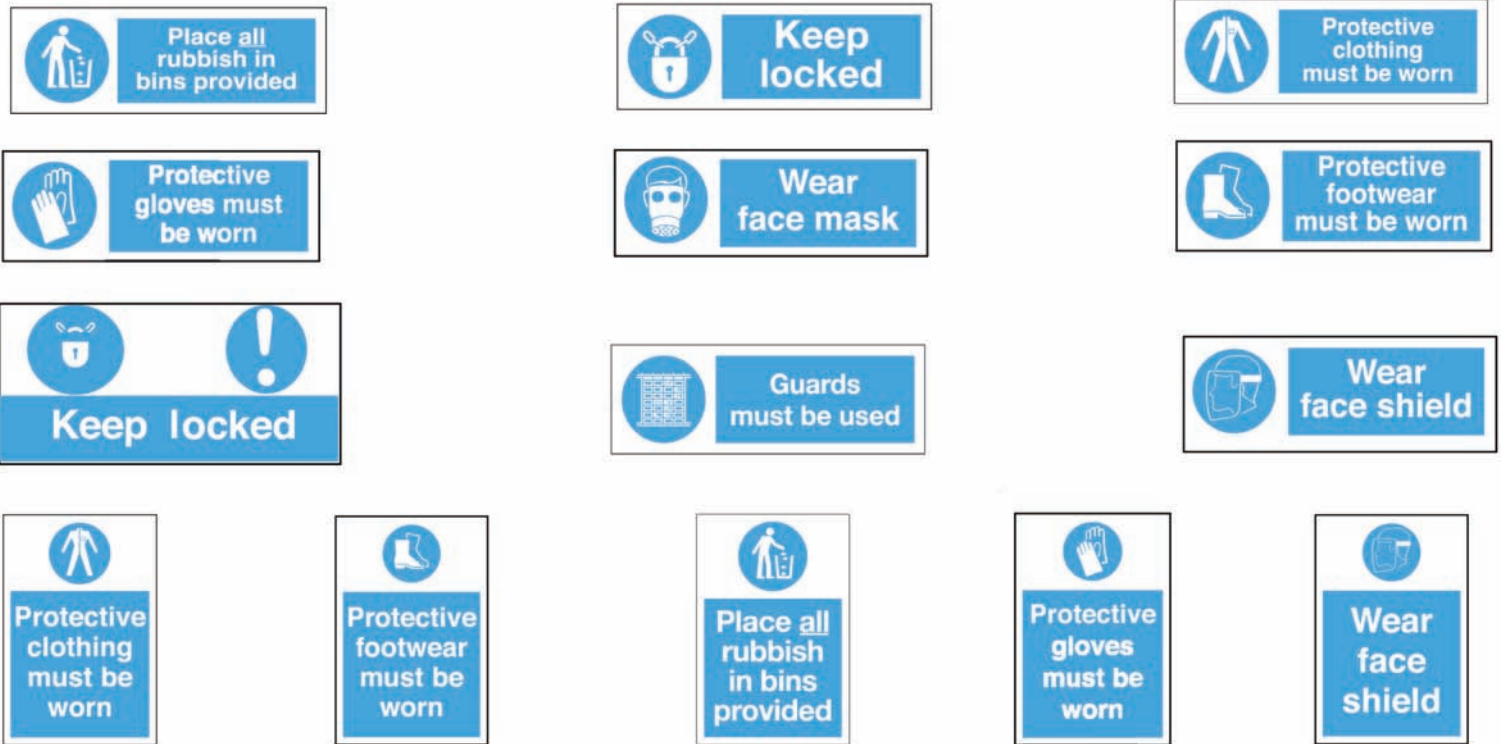 Place all
rubbish in
bins provided
Keep
locked
Protective
clothing
must be worn
Protective
gloves must
be worn
Wear
face mask
Protective
footwear
must be worn
Keep locked
Guards
must be used
Wear
face shield
Protective
clothing
must be
worn
Protective
footwear
must be
worn
Place all
rubbish
in bins
provided
Protective
gloves
must be
worn
Wear
face
shield